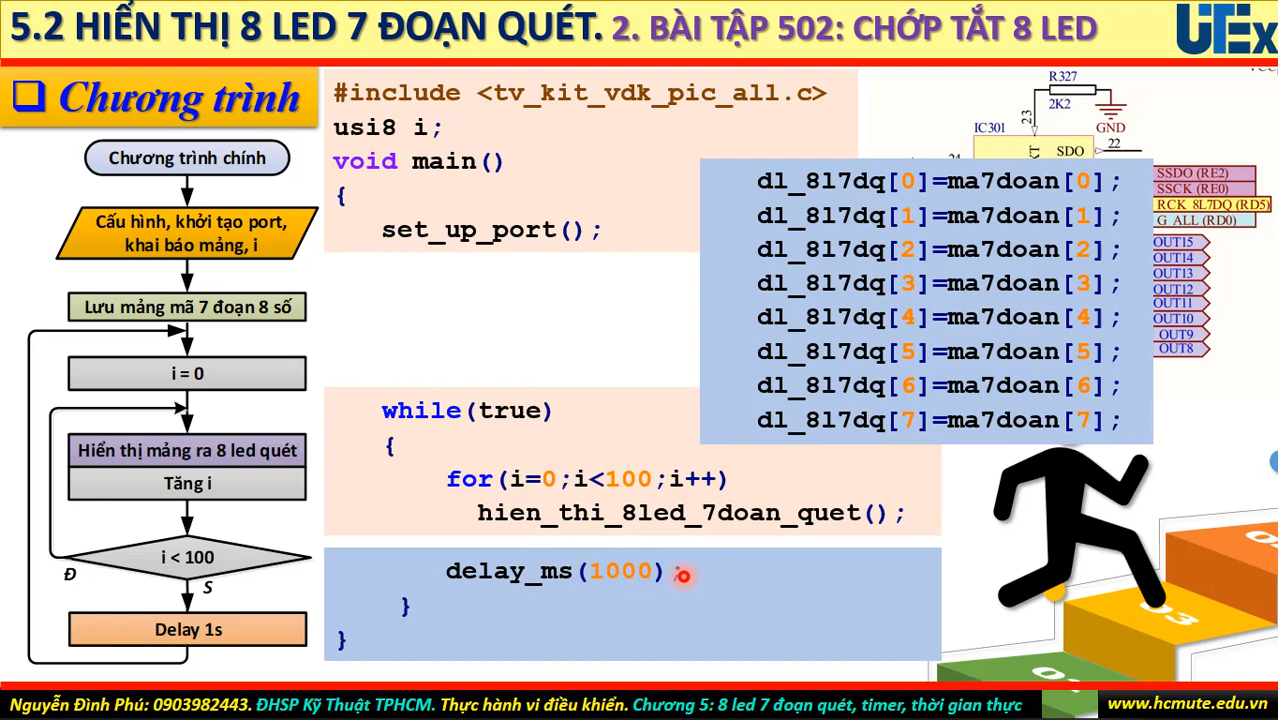 5.2 HIỂN THỊ 8 LED 7 ĐOẠN QUÉT. 2. BÀI TẬP 502: CHỚP TẮT 8 LED
UTEx
❑ Chương trình
Chương trình chính
Cấu hình, khởi tạo port,
khai báo mảng, i
Lưu mảng mã 7 đoạn 8 số
i = 0
Hiển thị mảng ra 8 led quét
Tăng i
i < 100
Đ
S
Delay 1s
#include <tv_kit_vdk_pic_all.c>
usi8 i;
void main()
{
set_up_port();
while(true)
{
for(i=0;i<100;i++)
hien_thi_8led_7doan_quet();
delay_ms(1000);
}
}
dl_8l7dq[0]=ma7doan[0];
dl_8l7dq[1]=ma7doan[1];
dl_8l7dq[2]=ma7doan[2];
dl_8l7dq[3]=ma7doan[3];
dl_8l7dq[4]=ma7doan[4];
dl_8l7dq[5]=ma7doan[5];
dl_8l7dq[6]=ma7doan[6];
dl_8l7dq[7]=ma7doan[7];
R327
2K2
23
GND
IC301
SDO
22
SSDO (RE2)
SSCK (RE0)
RCK_8L7DQ (RD5)
G_ALL (RD0)
OUT15
OUT14
OUT13
OUT12
OUT11
OUT10
OUT9
OUT8
03
Nguyễn Đình Phú: 0903982443. ĐHSP Kỹ Thuật TPHCM. Thực hành vi điều khiển. Chương 5: 8 led 7 đoạn quét, timer, thời gian thực
www.hcmute.edu.vn